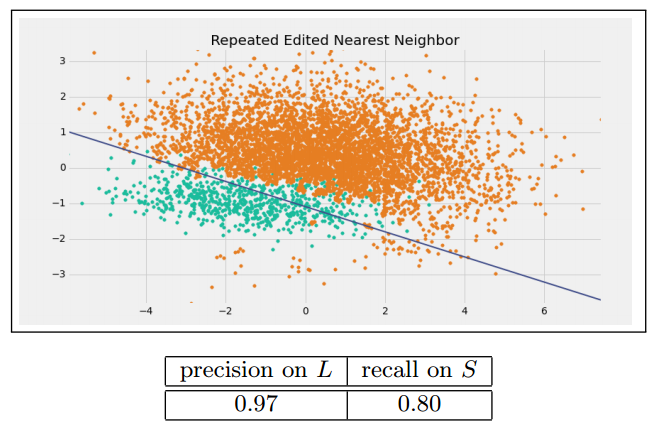 Repeated Edited Nearest Neighbor
3
2
1
0
−1
−2
−3
−4 −2 0 2 4 6
precision on L recall on S
0.97 0.80